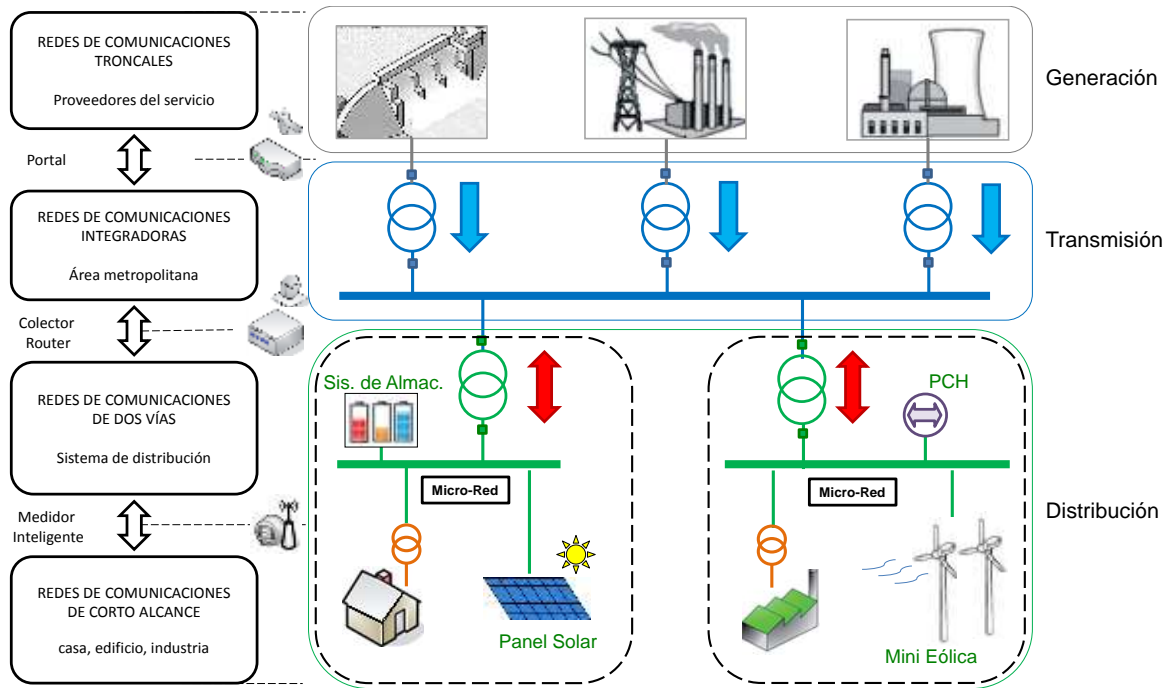 REDES DE COMUNICACIONES
TRONCALES
Proveedores del servicio
Portal
REDES DE COMUNICACIONES
INTEGRADORAS
Área metropolitana
Colector
Router
REDES DE COMUNICACIONES
DE DOS VÍAS
Sistema de distribución
Medidor
Inteligente
REDES DE COMUNICACIONES
DE CORTO ALCANCE
casa, edificio, industria
Generación
Transmisión
Sis. de Almac.
Micro-Red
Panel Solar
PCH
Micro-Red
Mini Eólica
Distribución